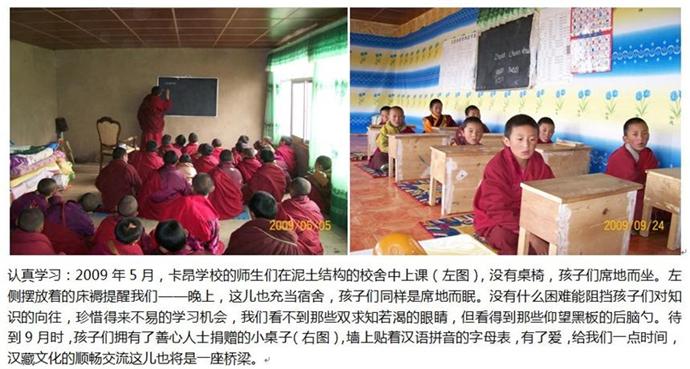 2009/05/05
2009/09/24
认真学习：2009 年 5 月，卡昂学校的师生们在泥土结构的校舍中上课（左图），没有桌椅，孩子们席地而坐。左
侧摆放着的床褥提醒我们——晚上，这儿也充当宿舍，孩子们同样是席地而眠。没有什么困难能阻挡孩子们对知
识的向往，珍惜得来不易的学习机会，我们看不到那些双求知若渴的眼睛，但看得到那些仰望黑板的后脑勺。待
到 9 月时，孩子们拥有了善心人士捐赠的小桌子（右图），墙上贴着汉语拼音的字母表，有了爱，给我们一点时间，
汉藏文化的顺畅交流这儿也将是一座桥梁。